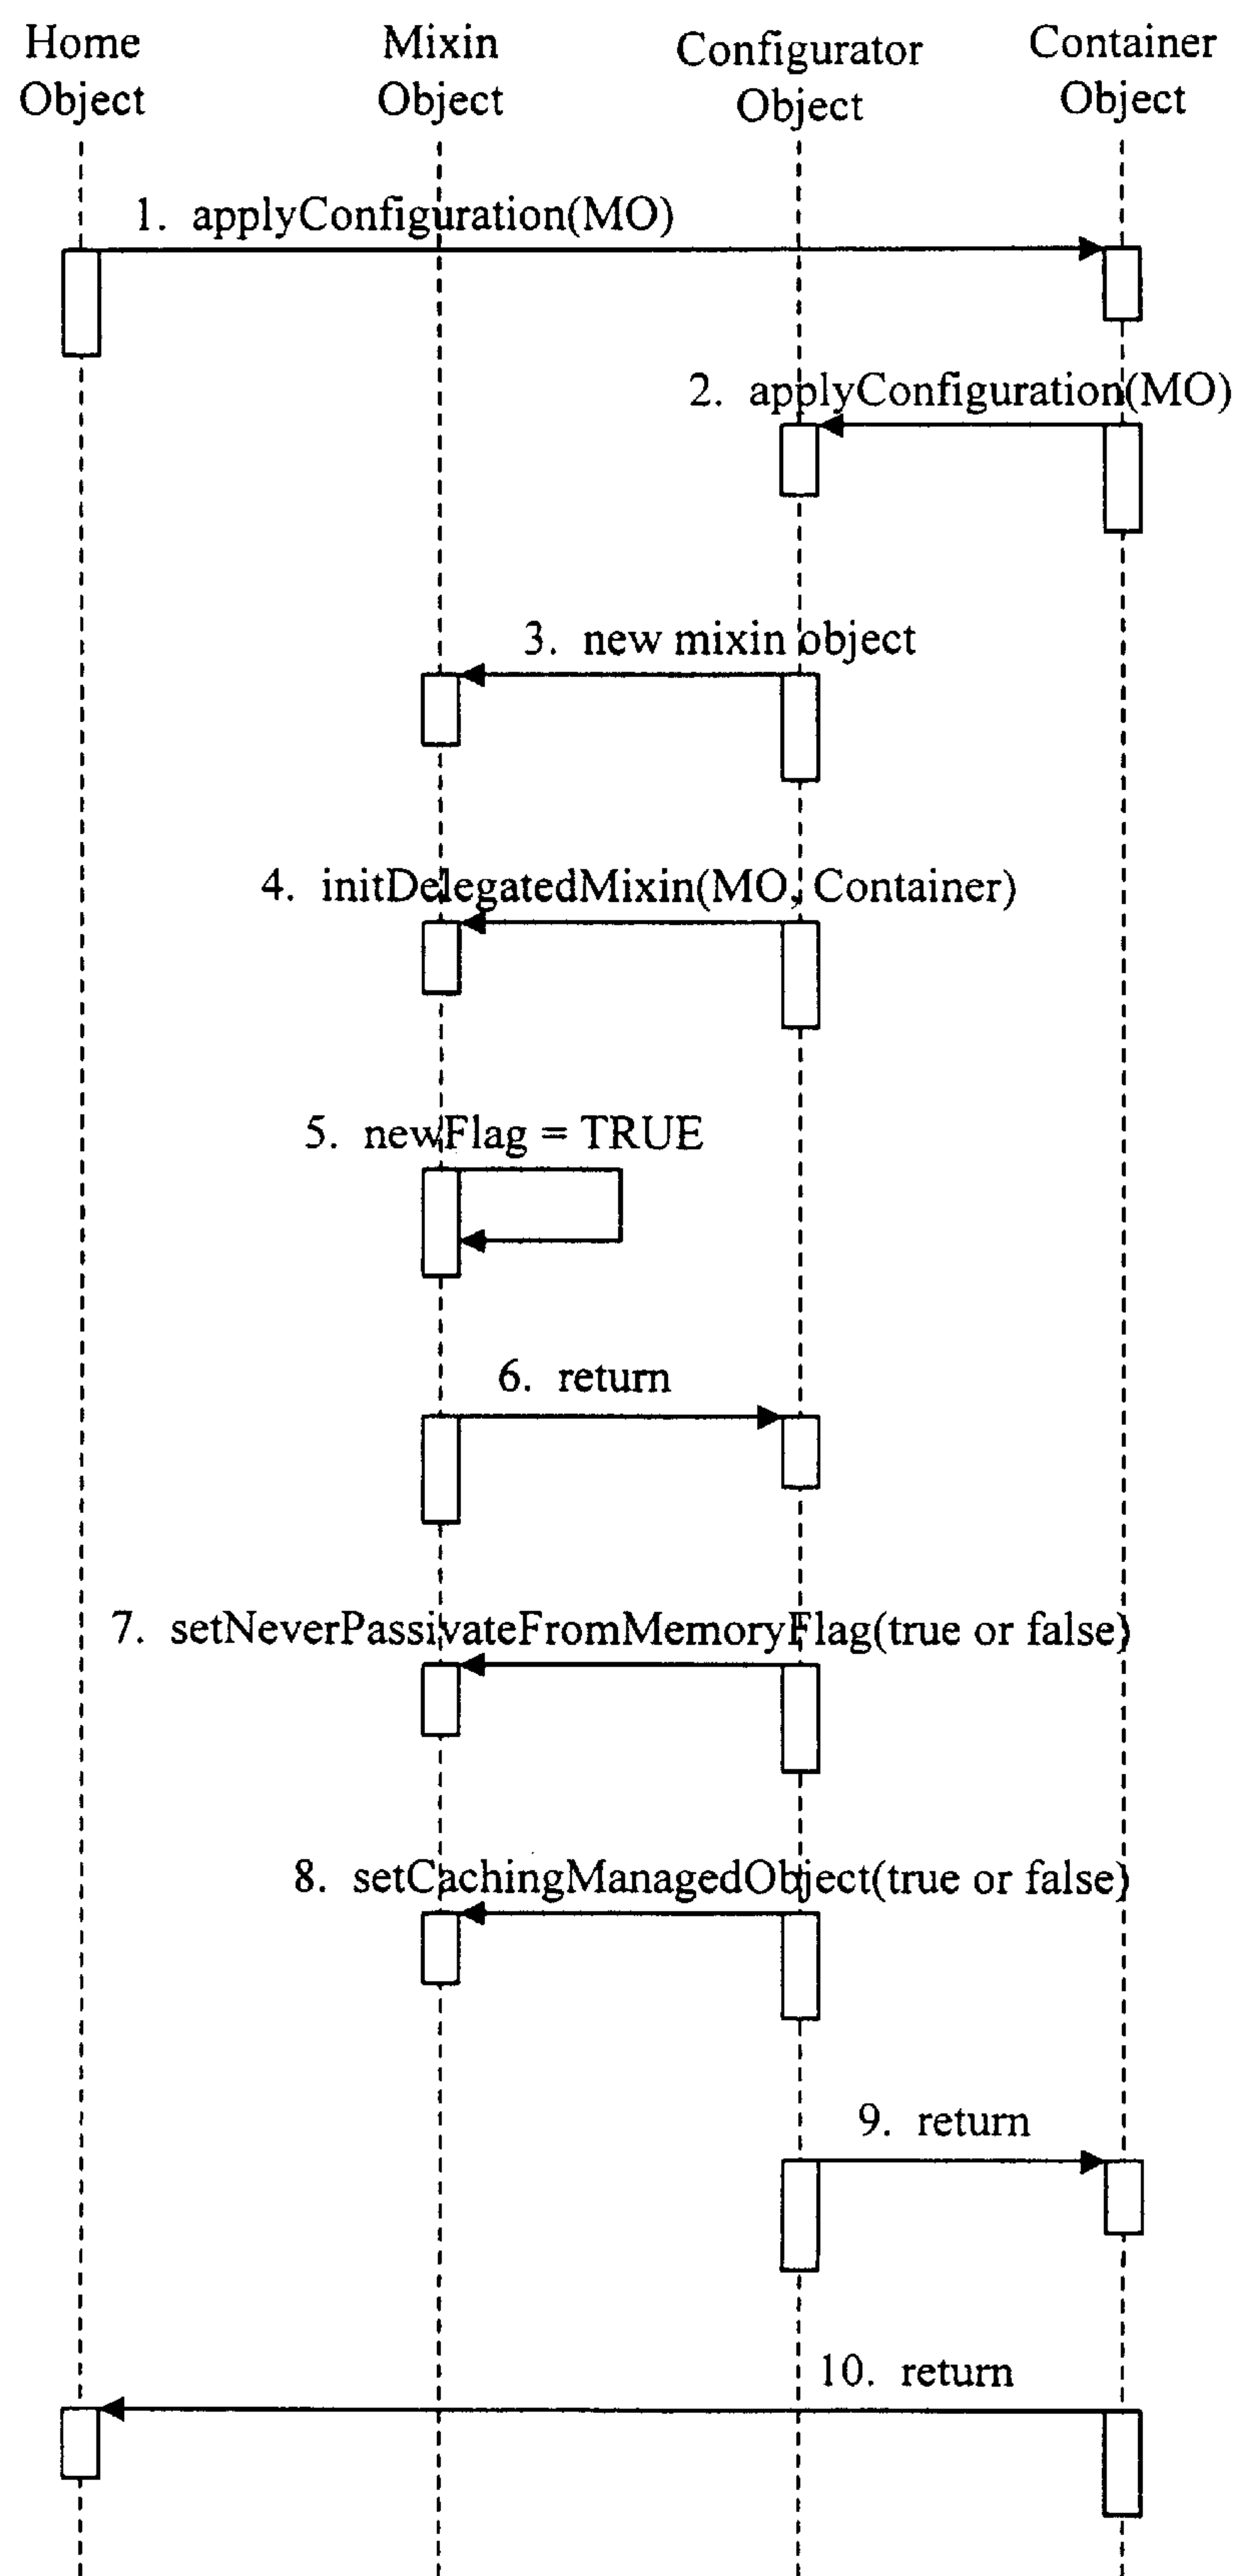 Home
Object
Mixin
Object
Configurator
Object
Container
Object
1. applyConfiguration(MO)
2. applyConfiguration(MO)
3. new mixin object
4. initDelegatedMixin(MO, Container)
5. newFlag = TRUE
6. return
7. setNeverPassivateFromMemoryFlag(true or false)
8. setCachingManagedObject(true or false)
9. return
10. return